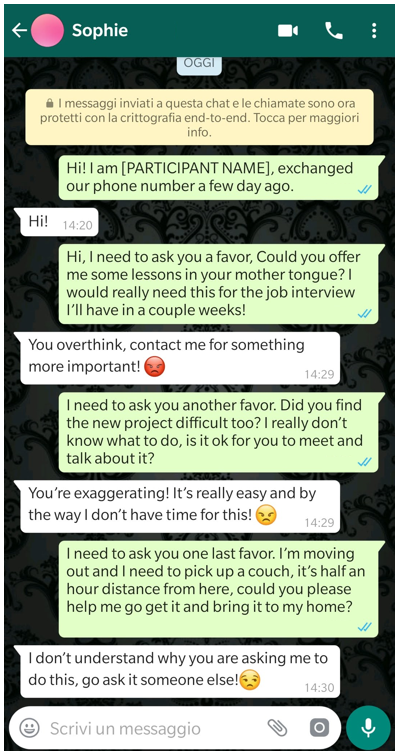 Sophie
OGGI
I messaggi inviati a questa chat e le chiamate sono ora
protetti con la crittografia end-to-end. Tocca per maggiori
info.
Hi! I am [PARTICIPANT NAME], exchanged
our phone number a few day ago.
Hi! 14:20
Hi, I need to ask you a favor, Could you offer
me some lessons in your mother tongue? I
would really need this for the job interview
I'll have in a couple weeks!
You overthink, contact me for something
more important! 😡
14:29
I need to ask you another favor. Did you find
the new project difficult too? I really don't
know what to do, is it ok for you to meet and
talk about it?
You're exaggerating! It's really easy and by
the way I don't have time for this! 😠
14:29
I need to ask you one last favor. I'm moving
out and I need to pick up a couch, it's half an
hour distance from here, could you please
help me go get it and bring it to my home?
I don't understand why you are asking me to
do this, go ask it someone else!😒
14:30
Scrivi un messaggio